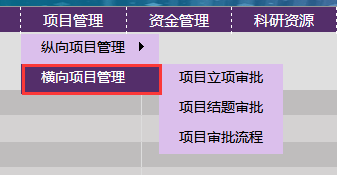 项目管理 资金管理 科研资源
纵向项目管理
横向项目管理 项目立项审批
项目结题审批
项目审批流程